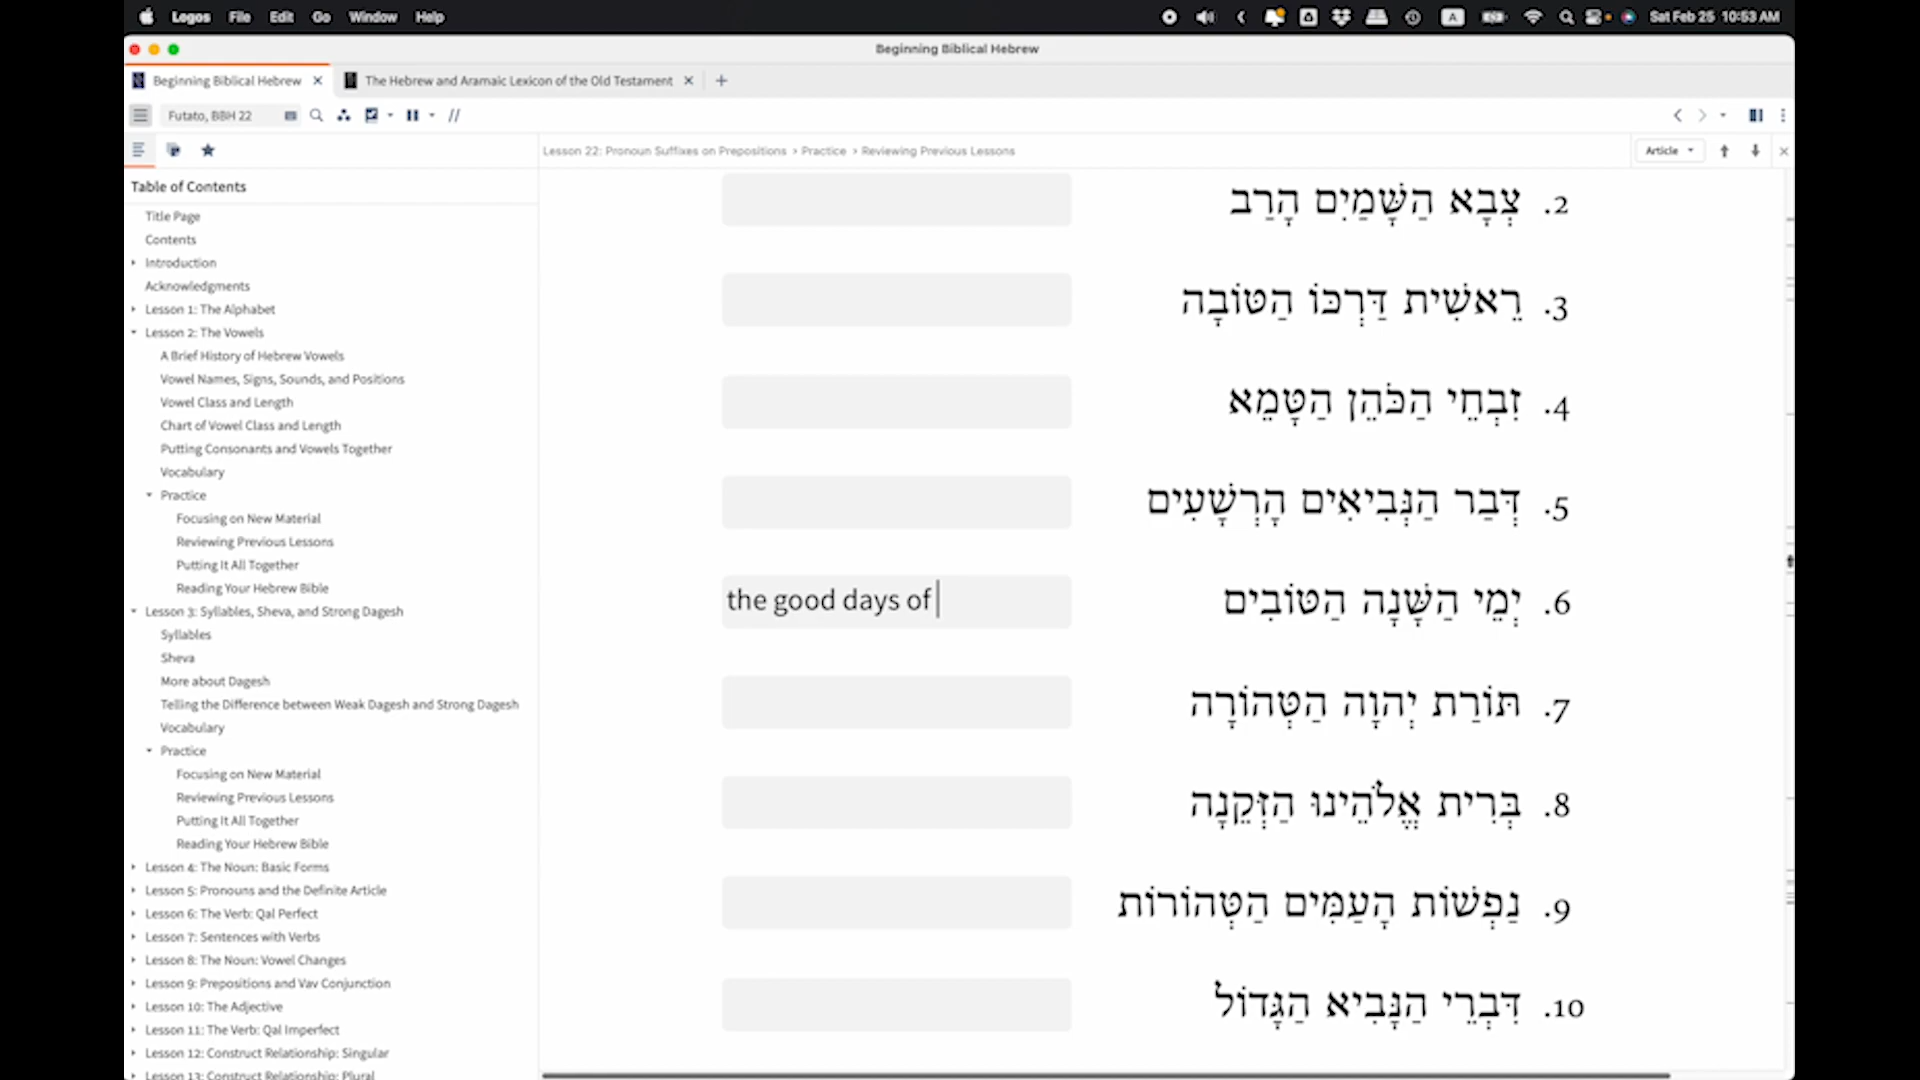 Logos File Edit Go Window Help
A
Sat Feb 25 10:53 AM
Beginning Biblical Hebrew
Beginning Biblical Hebrew
The Hebrew and Aramaic Lexicon of the Old Testament
Futato, BBH 22
Lesson 22: Pronoun Suffixes on Prepositions › Practice › Reviewing Previous Lessons
Article
Table of Contents
Title Page
Contents
Introduction
Acknowledgments
Lesson 1: The Alphabet
Lesson 2: The Vowels
A Brief History of Hebrew Vowels
Vowel Names, Signs, Sounds, and Positions
Vowel Class and Length
Chart of Vowel Class and Length
Putting Consonants and Vowels Together
Vocabulary
Practice
Focusing on New Material
Reviewing Previous Lessons
Putting It All Together
Reading Your Hebrew Bible
Lesson 3: Syllables, Sheva, and Strong Dagesh
Syllables
Sheva
More about Dagesh
Telling the Difference between Weak Dagesh and Strong Dagesh
Vocabulary
Practice
Focusing on New Material
Reviewing Previous Lessons
Putting It All Together
Reading Your Hebrew Bible
Lesson 4: The Noun: Basic Forms
Lesson 5: Pronouns and the Definite Article
Lesson 6: The Verb: Qal Perfect
Lesson 7: Sentences with Verbs
Lesson 8: The Noun: Vowel Changes
Lesson 9: Prepositions and Vav Conjunction
Lesson 10: The Adjective
Lesson 11: The Verb: Qal Imperfect
Lesson 12: Construct Relationship: Singular
Lesson 13: Construct Relationship: Plural
2. צְבָא הַשָּׁמַיִם הָרַב
3. רֵאשִׁית דַּרְכּוֹ הַטּוֹבָה
4. זִבְחֵי הַכֹּהֵן הַטָּמֵא
5. דְּבַר הַנְּבִיאִים הָרְשָׁעִים
6. יְמֵי הַשָּׁנָה הַטּוֹבִים
the good days of
7. תּוֹרַת יְהוָה הַטְּהוֹרָה
8. בְּרִית אֱלֹהֵינוּ הַזְּקֵנָה
9. נַפְשׁוֹת הָעַמִּים הַטְּהוֹרוֹת
10. דִּבְרֵי הַנָּבִיא הַגָּדוֹל